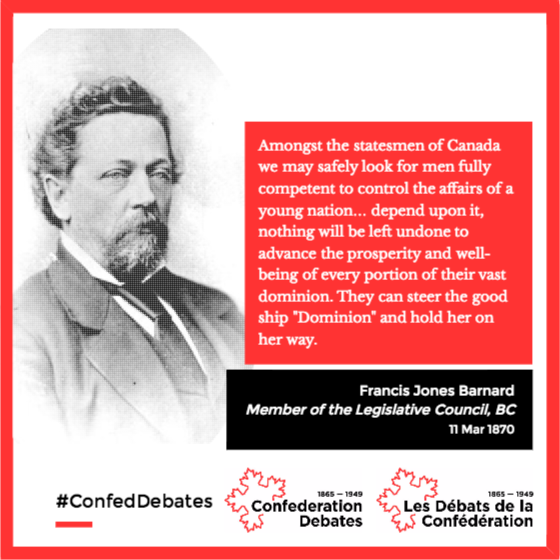 Amongst the statesmen of Canada
we may safely look for men fully
competent to control the affairs of a
young nation... depend upon it,
nothing will be left undone to
advance the prosperity and well-
being of every portion of their vast
dominion. They can steer the good
ship "Dominion" and hold her on
her way.
Francis Jones Barnard
Member of the Legislative Council, BC
11 Mar 1870
#ConfedDebates
1865 — 1949
Confederation
Debates
1865 — 1949
Les Débats de la
Confédération